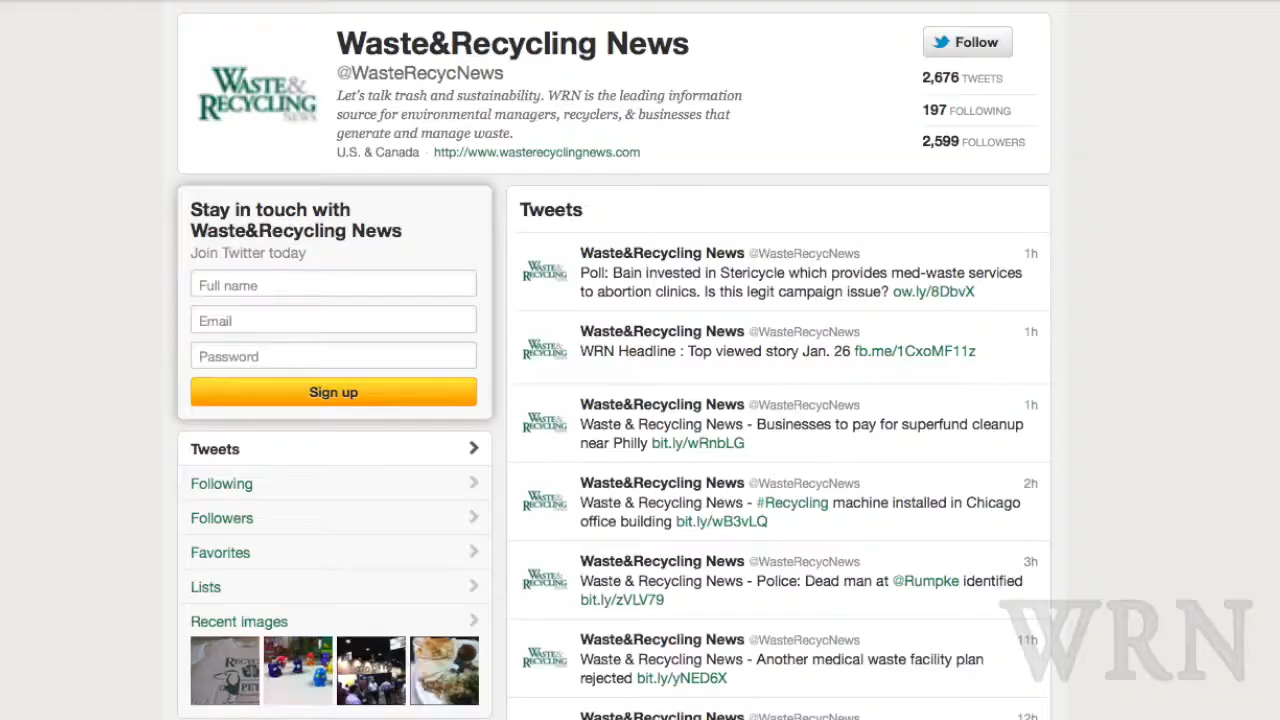 Waste&Recycling News
@WasteRecycNews
Let's talk trash and sustainability. WRN is the leading information
source for environmental managers, recyclers, & businesses that
generate and manage waste.
U.S. & Canada · http://www.wasterecyclingnews.com
WASTE&
RECYCLING
NEWS
Follow
2,676 TWEETS
197 FOLLOWING
2,599 FOLLOWERS
Stay in touch with
Waste&Recycling News
Join Twitter today
Full name
Email
Password
Sign up
Tweets
Following
Followers
Favorites
Lists
Recent images
Tweets
Waste&Recycling News @WasteRecycNews 1h
Poll: Bain invested in Stericycle which provides med-waste services
to abortion clinics. Is this legit campaign issue? ow.ly/8DbvX
Waste&Recycling News @WasteRecycNews 1h
WRN Headline : Top viewed story Jan. 26 fb.me/1CxoMF11z
Waste&Recycling News @WasteRecycNews 1h
Waste & Recycling News - Businesses to pay for superfund cleanup
near Philly bit.ly/wRnbLG
Waste&Recycling News @WasteRecycNews 2h
Waste & Recycling News - #Recycling machine installed in Chicago
office building bit.ly/wB3vLQ
Waste&Recycling News @WasteRecycNews 3h
Waste & Recycling News - Police: Dead man at @Rumpke identified
bit.ly/zVLV79
Waste&Recycling News @WasteRecycNews 11h
Waste & Recycling News - Another medical waste facility plan
rejected bit.ly/yNED6X
Waste&Recycling News @WasteRecycNews 12h
WRN